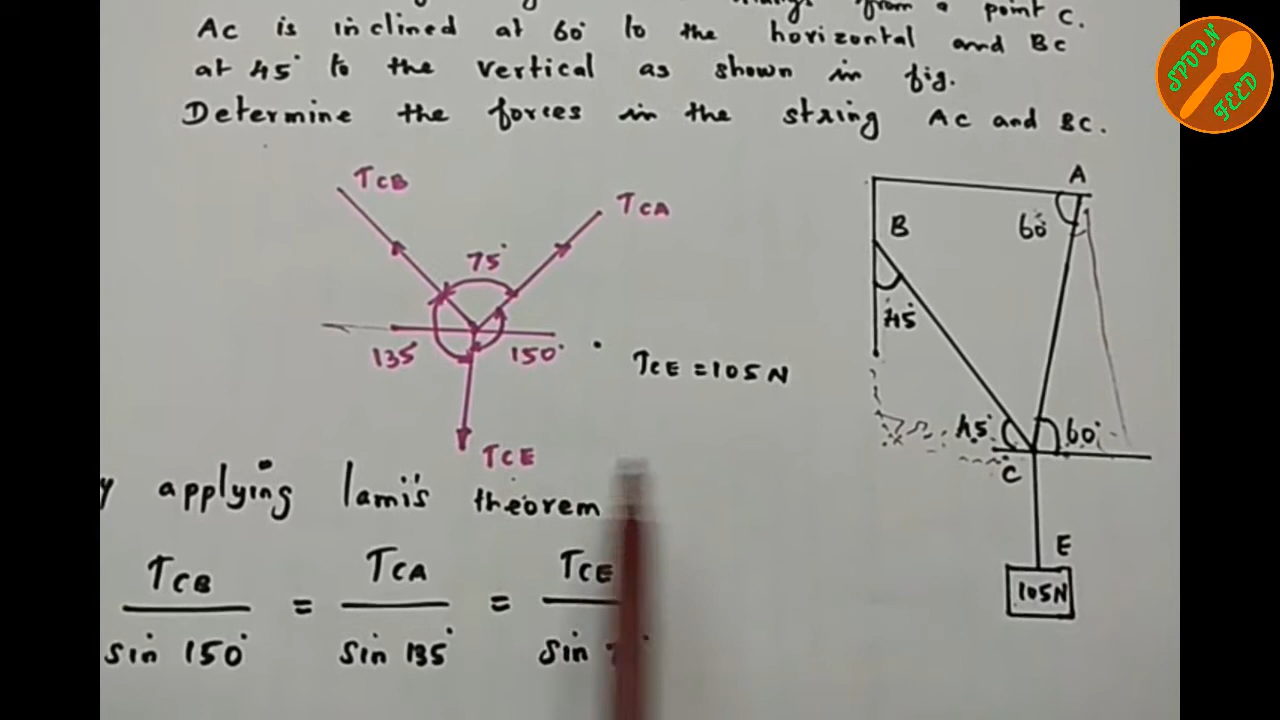 from a point C.
AC is inclined at 60° to the horizontal and BC
at 45° to the vertical as shown in fig.
Determine the forces in the string AC and BC.
SPOON FEED
TCB
TCA
75°
135°
150°
TCE = 105 N
TCE
A
B
60°
45
45°
60°
C
E
105N
applying lami's theorem
TCB = TCA = TCE
sin 150° sin 135° sin